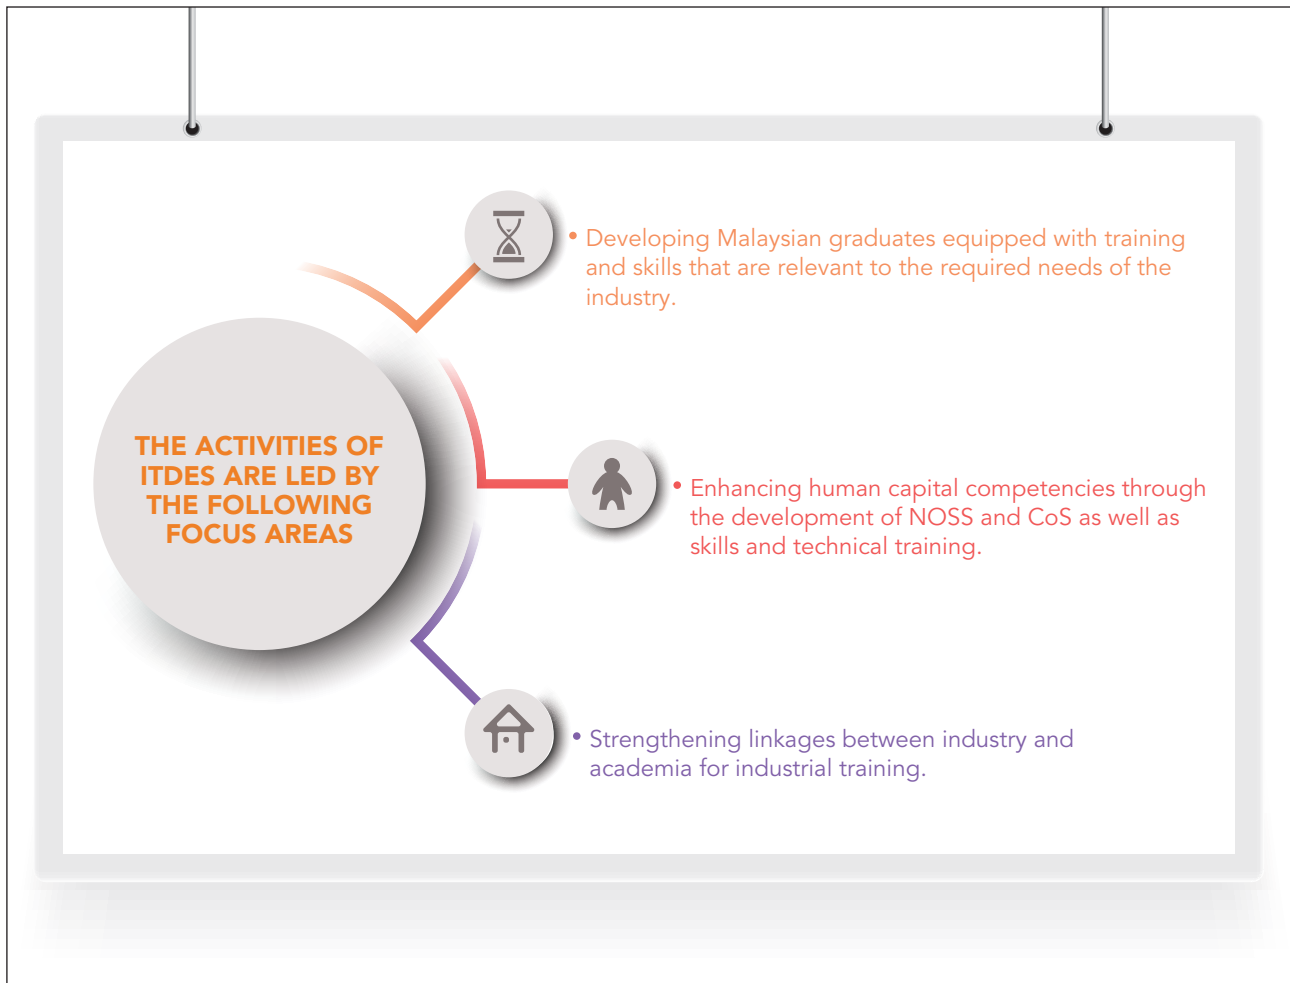 THE ACTIVITIES OF
ITDES ARE LED BY
THE FOLLOWING
FOCUS AREAS
• Developing Malaysian graduates equipped with training
and skills that are relevant to the required needs of the
industry.
• Enhancing human capital competencies through
the development of NOSS and CoS as well as
skills and technical training.
• Strengthening linkages between industry and
academia for industrial training.